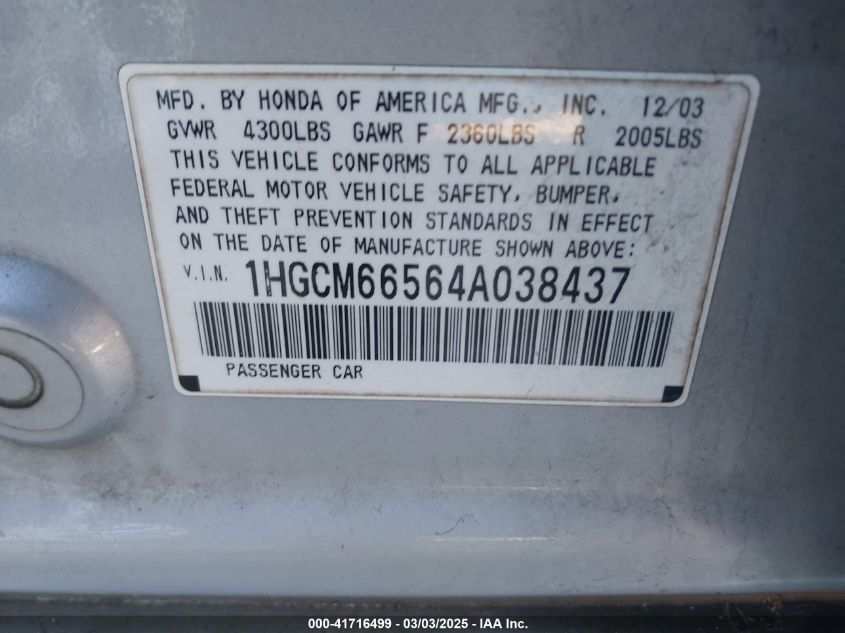 MFD. BY HONDA OF AMERICA MFG., INC. 12/03
GVWR 4300LBS GAWR F 2360LBS R 2005LBS
THIS VEHICLE CONFORMS TO ALL APPLICABLE
FEDERAL MOTOR VEHICLE SAFETY, BUMPER,
AND THEFT PREVENTION STANDARDS IN EFFECT
ON THE DATE OF MANUFACTURE SHOWN ABOVE:
V.I.N. 1HGCM66564A038437
PASSENGER CAR
000-41716499 — 03/03/2025 — IAA Inc.